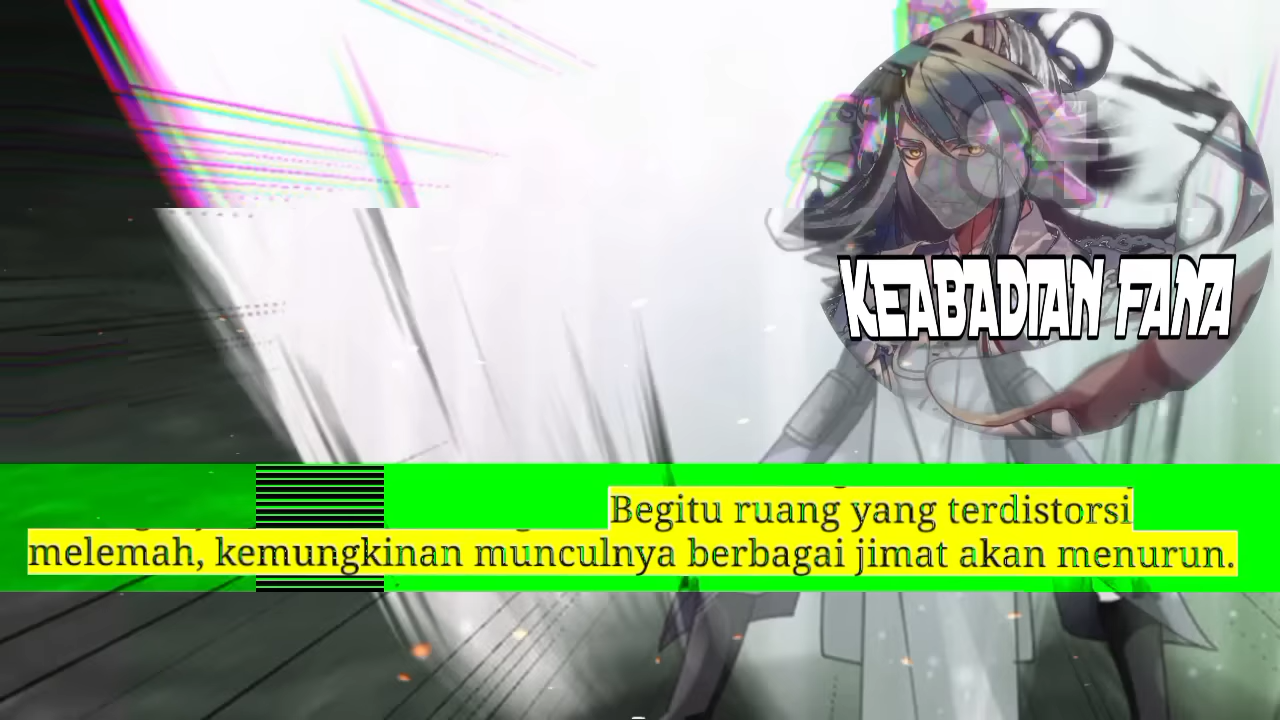 KEABADIAN FANA
Begitu ruang yang terdistorsi
melemah, kemungkinan munculnya berbagai jimat akan menurun.